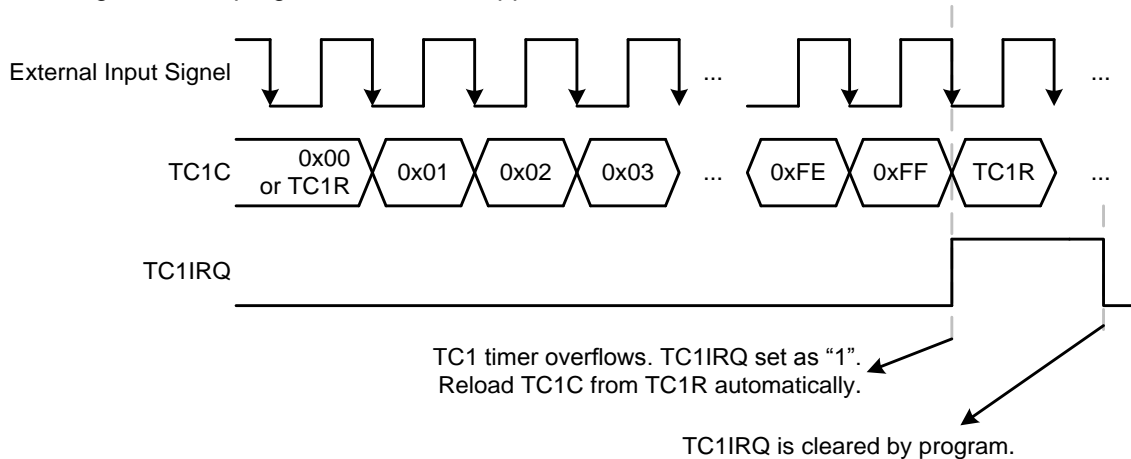 External Input Signel
...
...
TC1C
0x00
or TC1R
0x01
0x02
0x03
...
0xFE
0xFF
TC1R
...
TC1IRQ
TC1 timer overflows. TC1IRQ set as “1”.
Reload TC1C from TC1R automatically.
TC1IRQ is cleared by program.